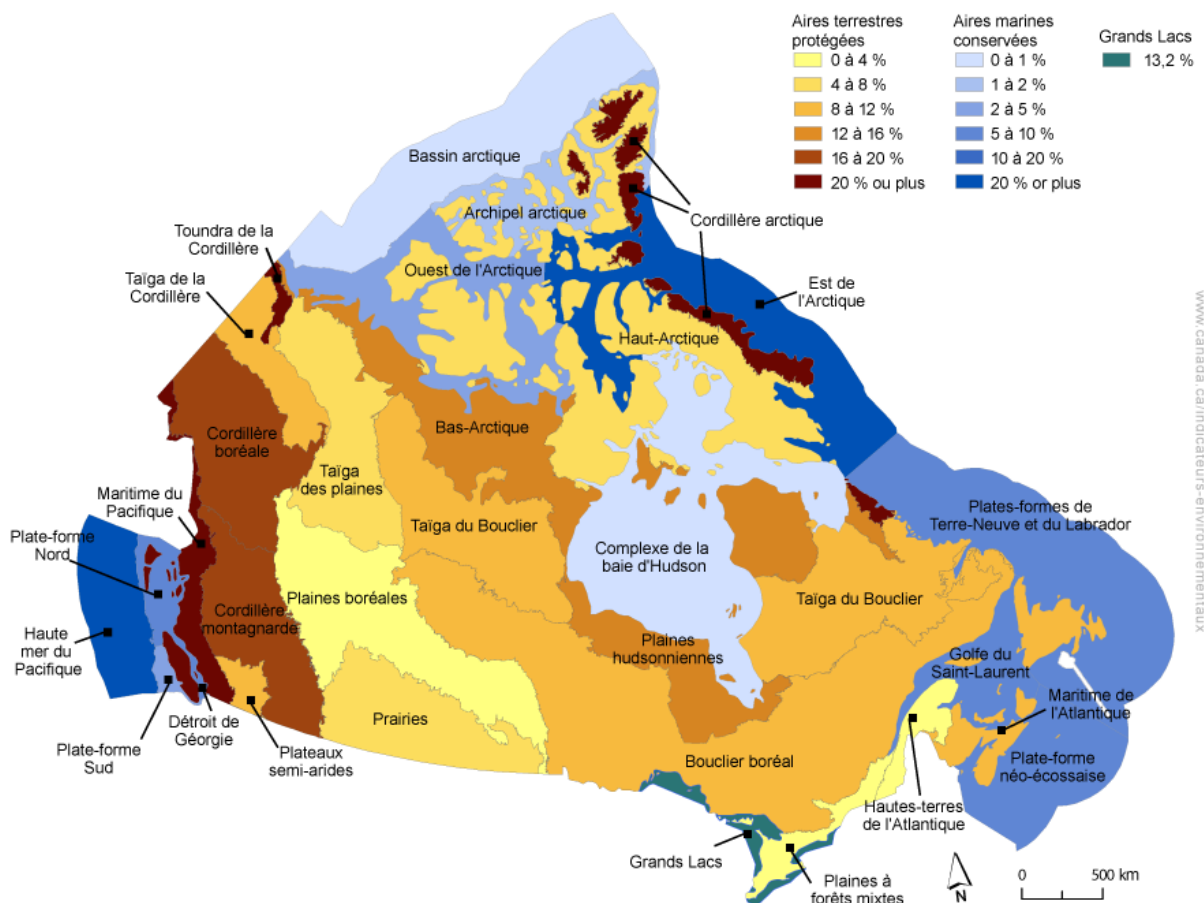 Aires terrestres
protégées
0 à 4 %
4 à 8 %
8 à 12 %
12 à 16 %
16 à 20 %
20 % ou plus
Aires marines
conservées
0 à 1 %
1 à 2 %
2 à 5 %
5 à 10 %
10 à 20 %
20 % or plus
Grands Lacs
13,2 %
Bassin arctique
Archipel arctique
Cordillère arctique
Toundra de la
Cordillère
Ouest de l'Arctique
Taïga de la
Cordillère
Est de
l'Arctique
Haut-Arctique
Cordillère
boréale
Bas-Arctique
Taïga
des plaines
Maritime du
Pacifique
Plate-forme
Nord
Taïga du Bouclier
Plates-formes de
Terre-Neuve et du Labrador
Complexe de la
baie d'Hudson
Plaines boréales
Taïga du Bouclier
Cordillère
montagnarde
Haute
mer du
Pacifique
Plaines
hudsonniennes
Golfe du
Saint-Laurent
Maritime de
l'Atlantique
Détroit de
Géorgie
Prairies
Plate-forme
Sud
Plateaux
semi-arides
Bouclier boréal
Plate-forme
néo-écossaise
Hautes-terres
de l'Atlantique
Grands Lacs
Plaines à
forêts mixtes
N
0
500 km
www.canada.ca/indicateurs-environnementaux